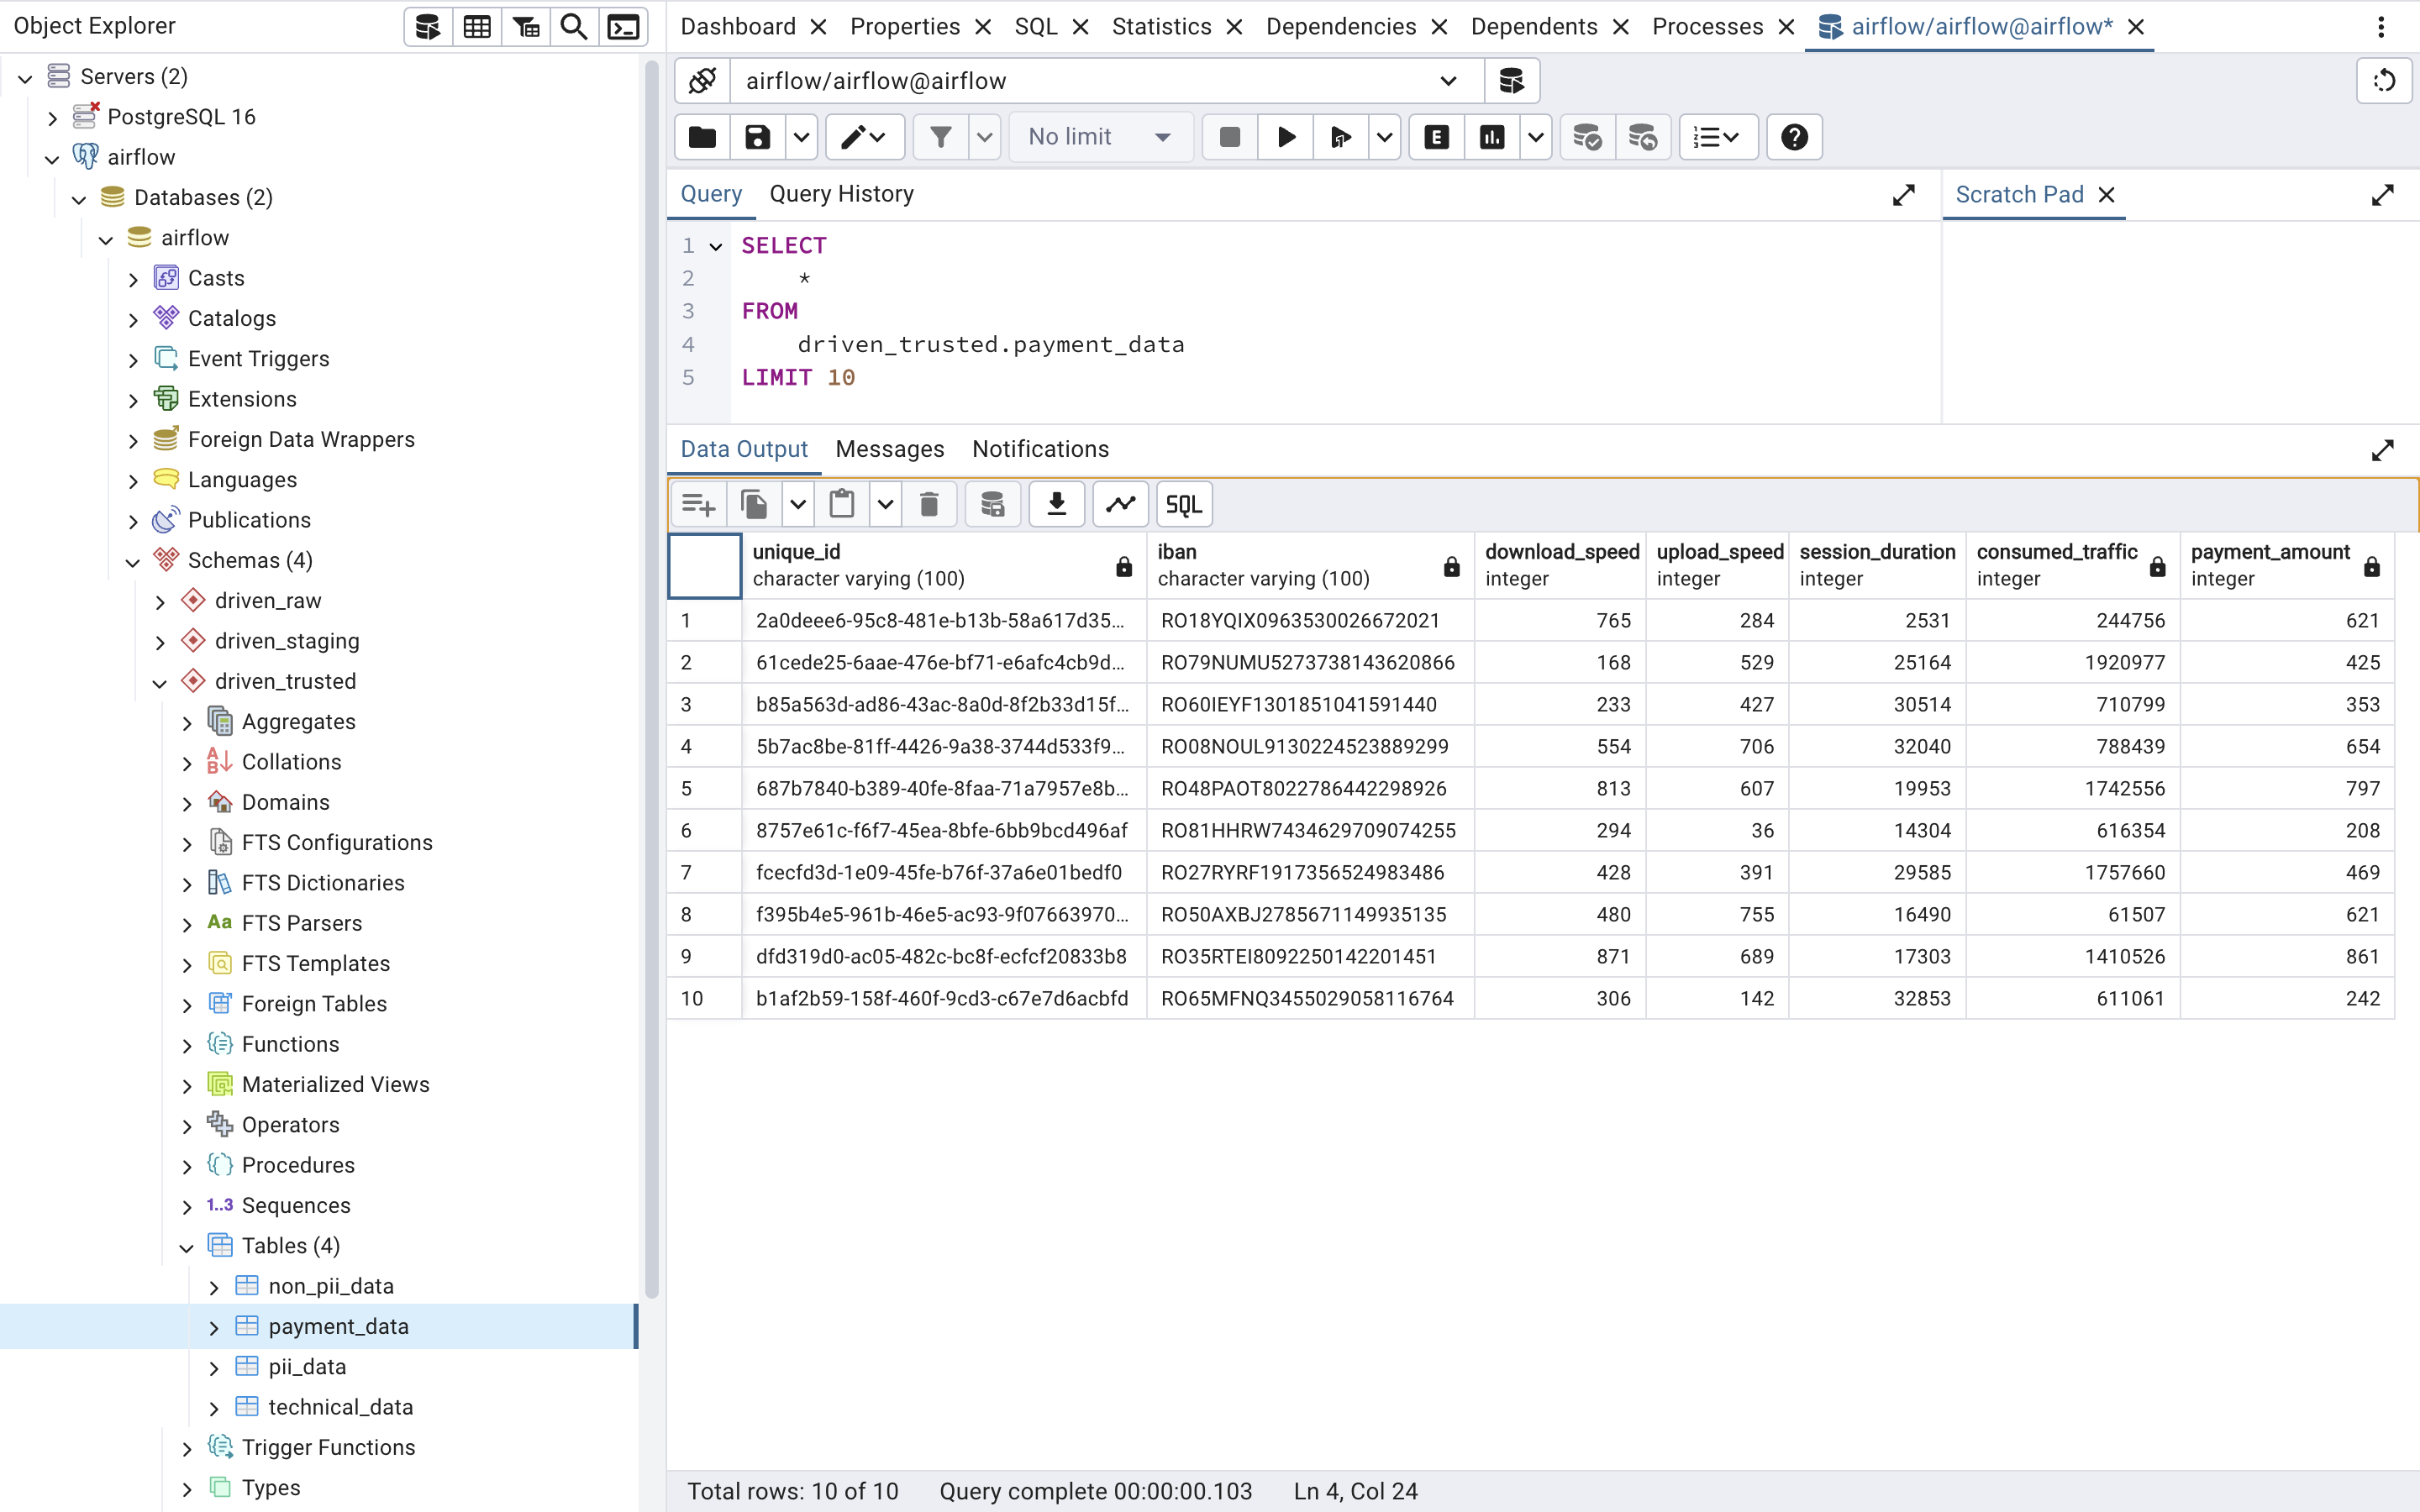 Object Explorer
Servers (2)
PostgreSQL 16
airflow
Databases (2)
airflow
Casts
Catalogs
Event Triggers
Extensions
Foreign Data Wrappers
Languages
Publications
Schemas (4)
driven_raw
driven_staging
driven_trusted
Aggregates
Collations
Domains
FTS Configurations
FTS Dictionaries
Aa FTS Parsers
FTS Templates
Foreign Tables
Functions
Materialized Views
Operators
Procedures
1..3 Sequences
Tables (4)
non_pii_data
payment_data
pii_data
technical_data
Trigger Functions
Types
Dashboard Properties SQL Statistics Dependencies Dependents Processes airflow/airflow@airflow*
airflow/airflow@airflow
No limit E
Query Query History
Scratch Pad
1 SELECT
2 *
3 FROM
4 driven_trusted.payment_data
5 LIMIT 10
Data Output Messages Notifications
SQL
unique_id iban download_speed upload_speed session_duration consumed_traffic payment_amount
character varying (100) character varying (100) integer integer integer integer integer
1 2a0deee6-95c8-481e-b13b-58a617d35... RO18YQIX0963530026672021 765 284 2531 244756 621
2 61cede25-6aae-476e-bf71-e6afc4cb9d... RO79NUMU5273738143620866 168 529 25164 1920977 425
3 b85a563d-ad86-43ac-8a0d-8f2b33d15f... RO60IEYF1301851041591440 233 427 30514 710799 353
4 5b7ac8be-81ff-4426-9a38-3744d533f9... RO08NOUL9130224523889299 554 706 32040 788439 654
5 687b7840-b389-40fe-8faa-71a7957e8b... RO48PAOT8022786442298926 813 607 19953 1742556 797
6 8757e61c-f6f7-45ea-8bfe-6bb9bcd496af RO81HHRW7434629709074255 294 36 14304 616354 208
7 fcecfd3d-1e09-45fe-b76f-37a6e01bedf0 RO27RYRF1917356524983486 428 391 29585 1757660 469
8 f395b4e5-961b-46e5-ac93-9f07663970... RO50AXBJ2785671149935135 480 755 16490 61507 621
9 dfd319d0-ac05-482c-bc8f-ecfcf20833b8 RO35RTEI8092250142201451 871 689 17303 1410526 861
10 b1af2b59-158f-460f-9cd3-c67e7d6acbfd RO65MFNQ3455029058116764 306 142 32853 611061 242
Total rows: 10 of 10 Query complete 00:00:00.103 Ln 4, Col 24